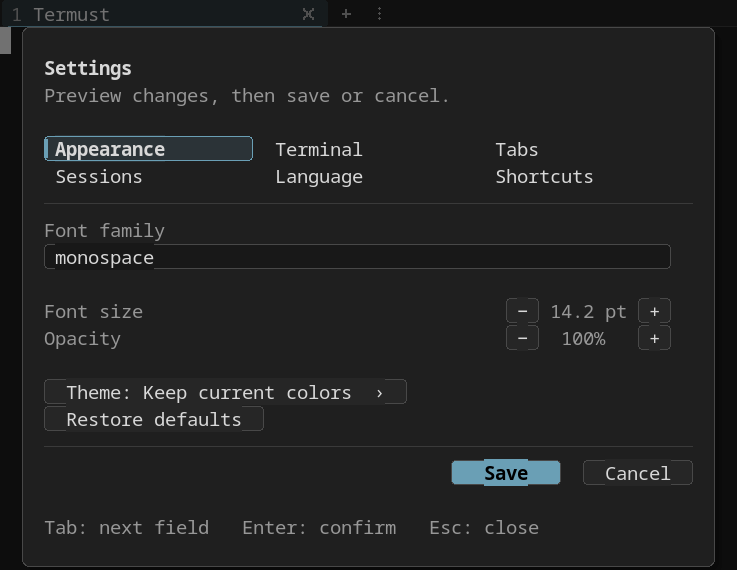 1 Termust × + ⋮
Settings
Preview changes, then save or cancel.
Appearance Terminal Tabs
Sessions Language Shortcuts
Font family
monospace
Font size − 14.2 pt +
Opacity − 100% +
Theme: Keep current colors ›
Restore defaults
Save Cancel
Tab: next field Enter: confirm Esc: close